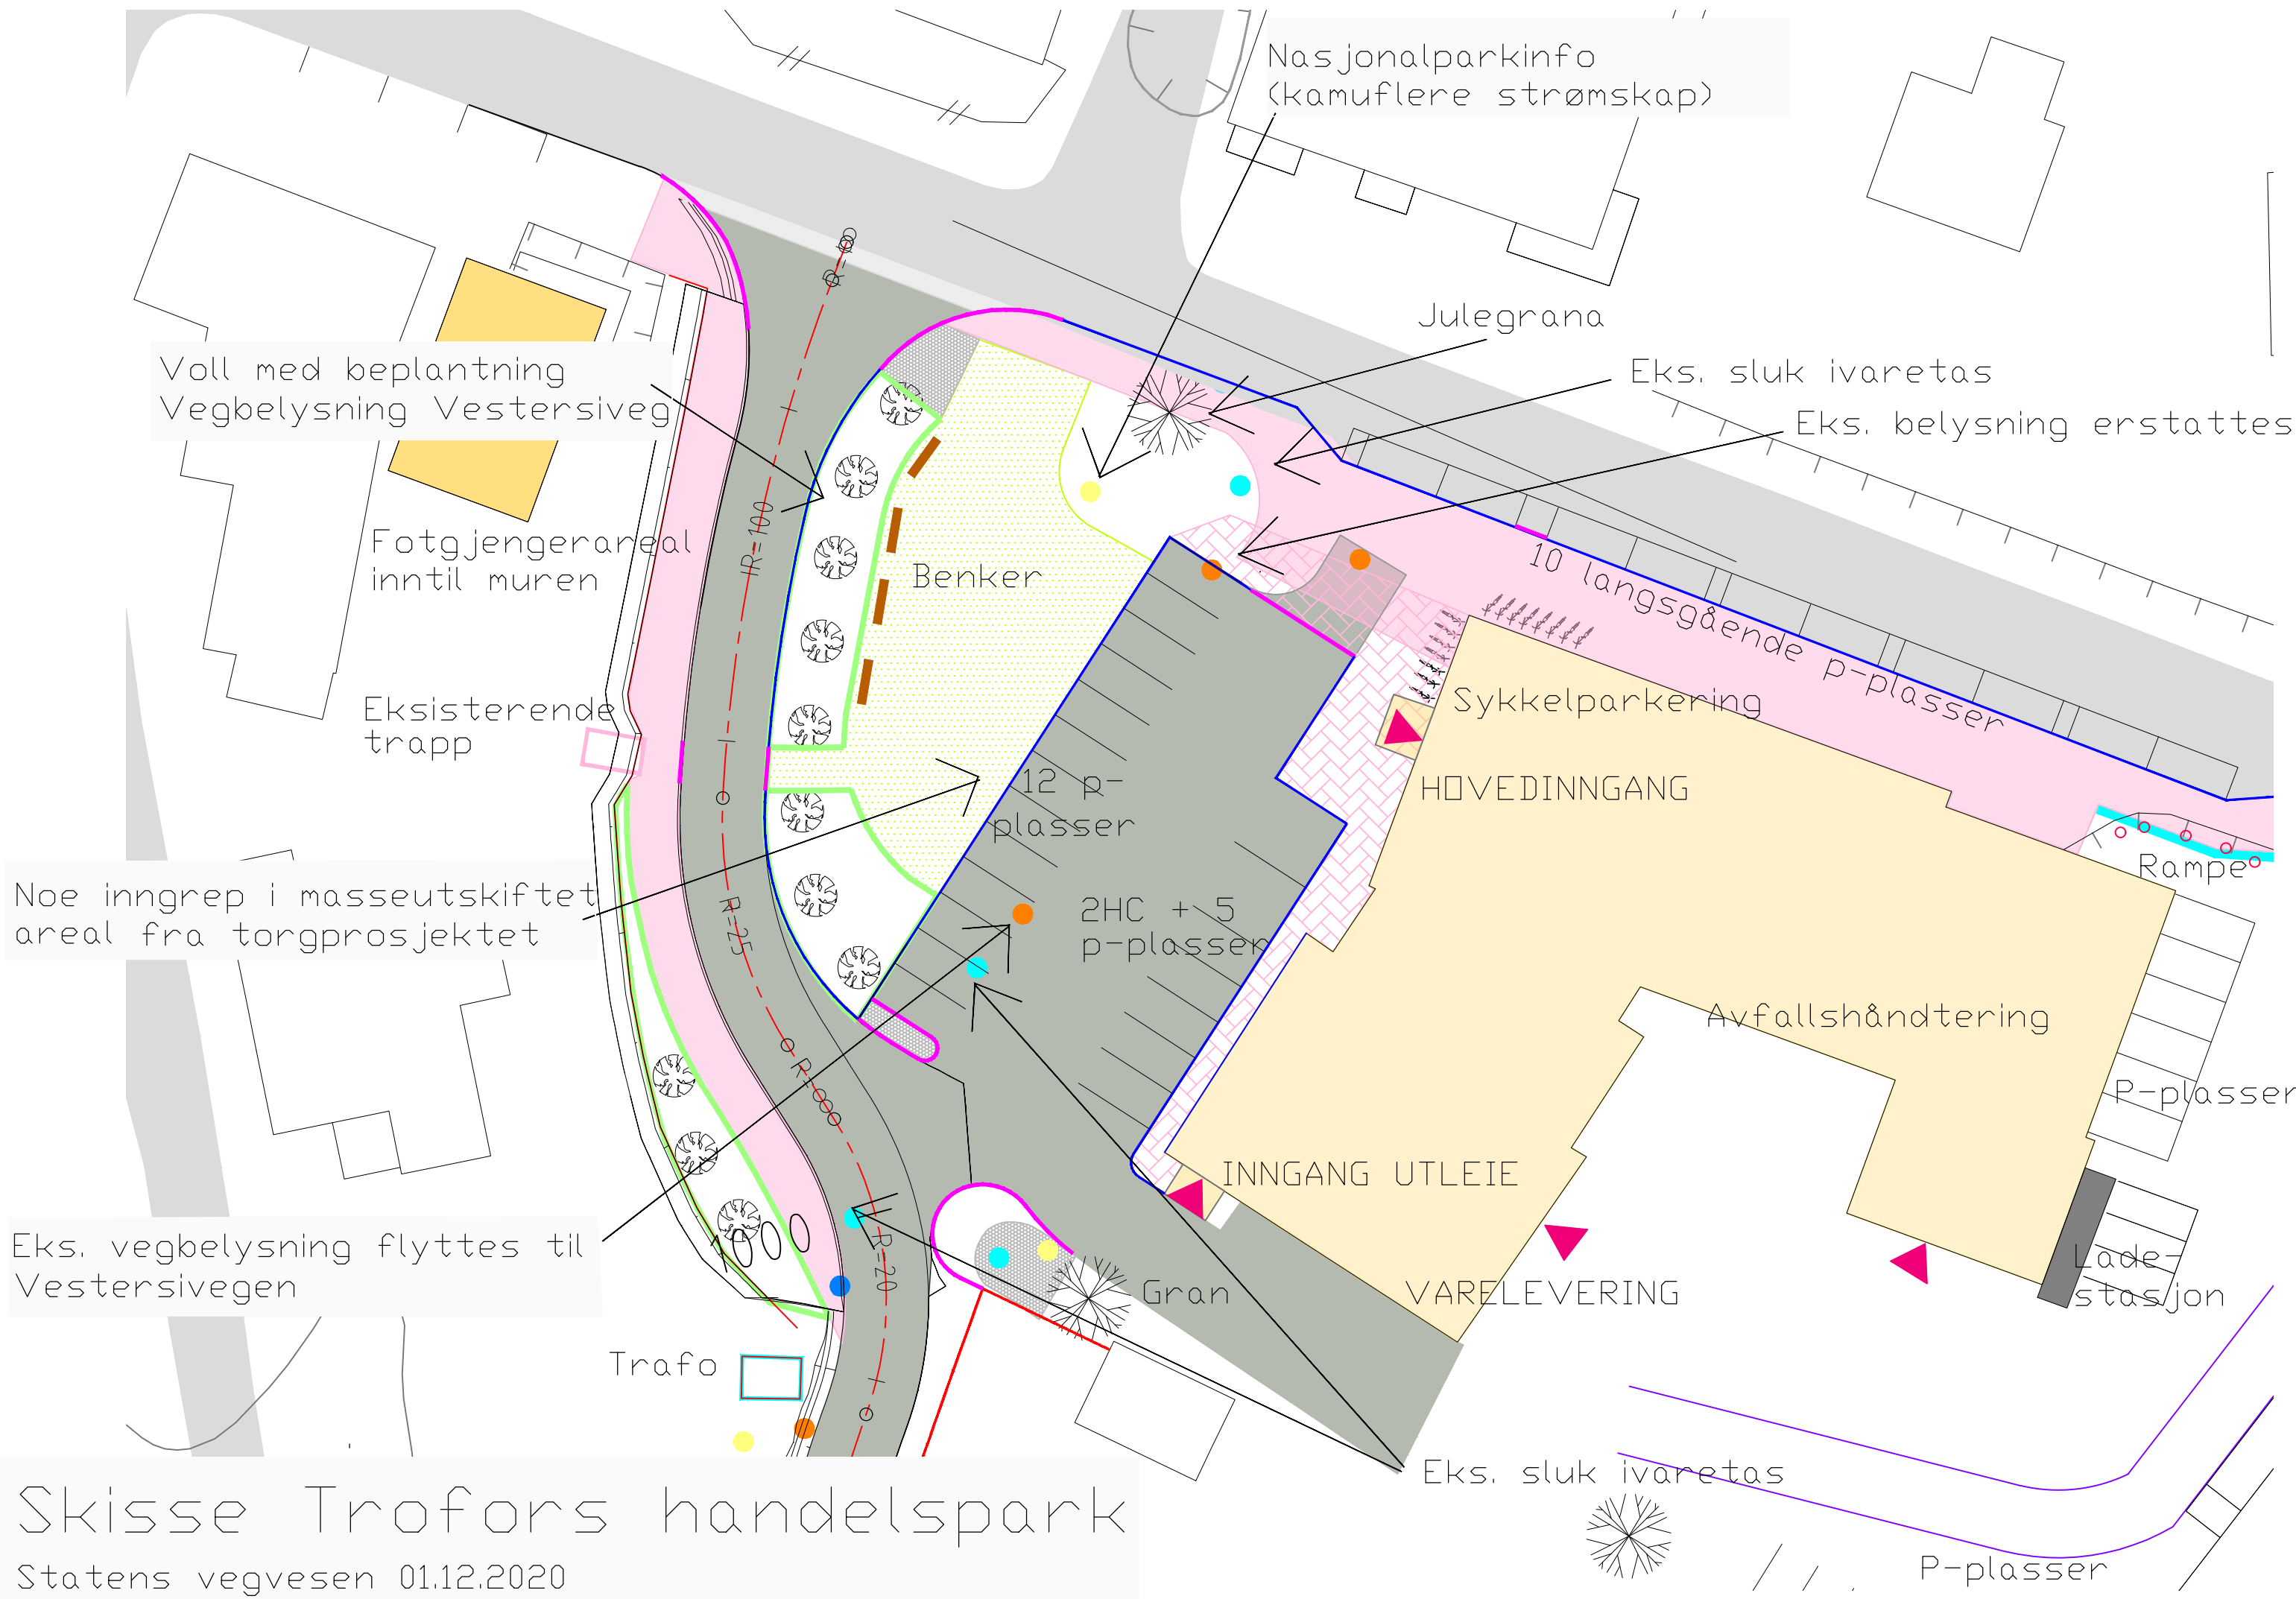 Nasjonalparkinfo
(kamuflere strømskap)
Julegrana
Eks. sluk ivaretas
Eks. belysning erstattes
Voll med beplantning
Vegbelysning Vestersiveg
Fotgjengerareal
inntil muren
IR=100
Benker
10 langsgående p-plasser
Eksisterende
trapp
Sykkelparkering
HOVEDINNGANG
12 p-
plasser
Rampe
Noe inngrep i masseutskiftet
areal fra torgprosjektet
R=25
2HC + 5
p-plasser
Avfallshåndtering
P-plasser
INNGANG UTLEIE
Eks. vegbelysning flyttes til
Vestersivegen
R=20
Gran
VARELEVERING
Lade-
stasjon
Trafo
Eks. sluk ivaretas
Skisse Trofors handelspark
P-plasser
Statens vegvesen 01.12.2020